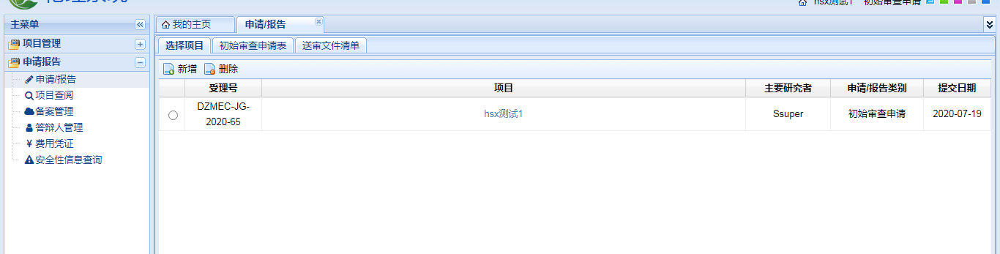 hsx测试1 初始审查申请
主菜单
我的主页
申请/报告
项目管理
申请报告
申请/报告
项目查阅
备案管理
答辩人管理
¥ 费用凭证
安全性信息查询
选择项目
初始审查申请表
送审文件清单
新增
删除
受理号
项目
主要研究者
申请/报告类别
提交日期
DZMEC-JG-
2020-65
hsx测试1
Ssuper
初始审查申请
2020-07-19